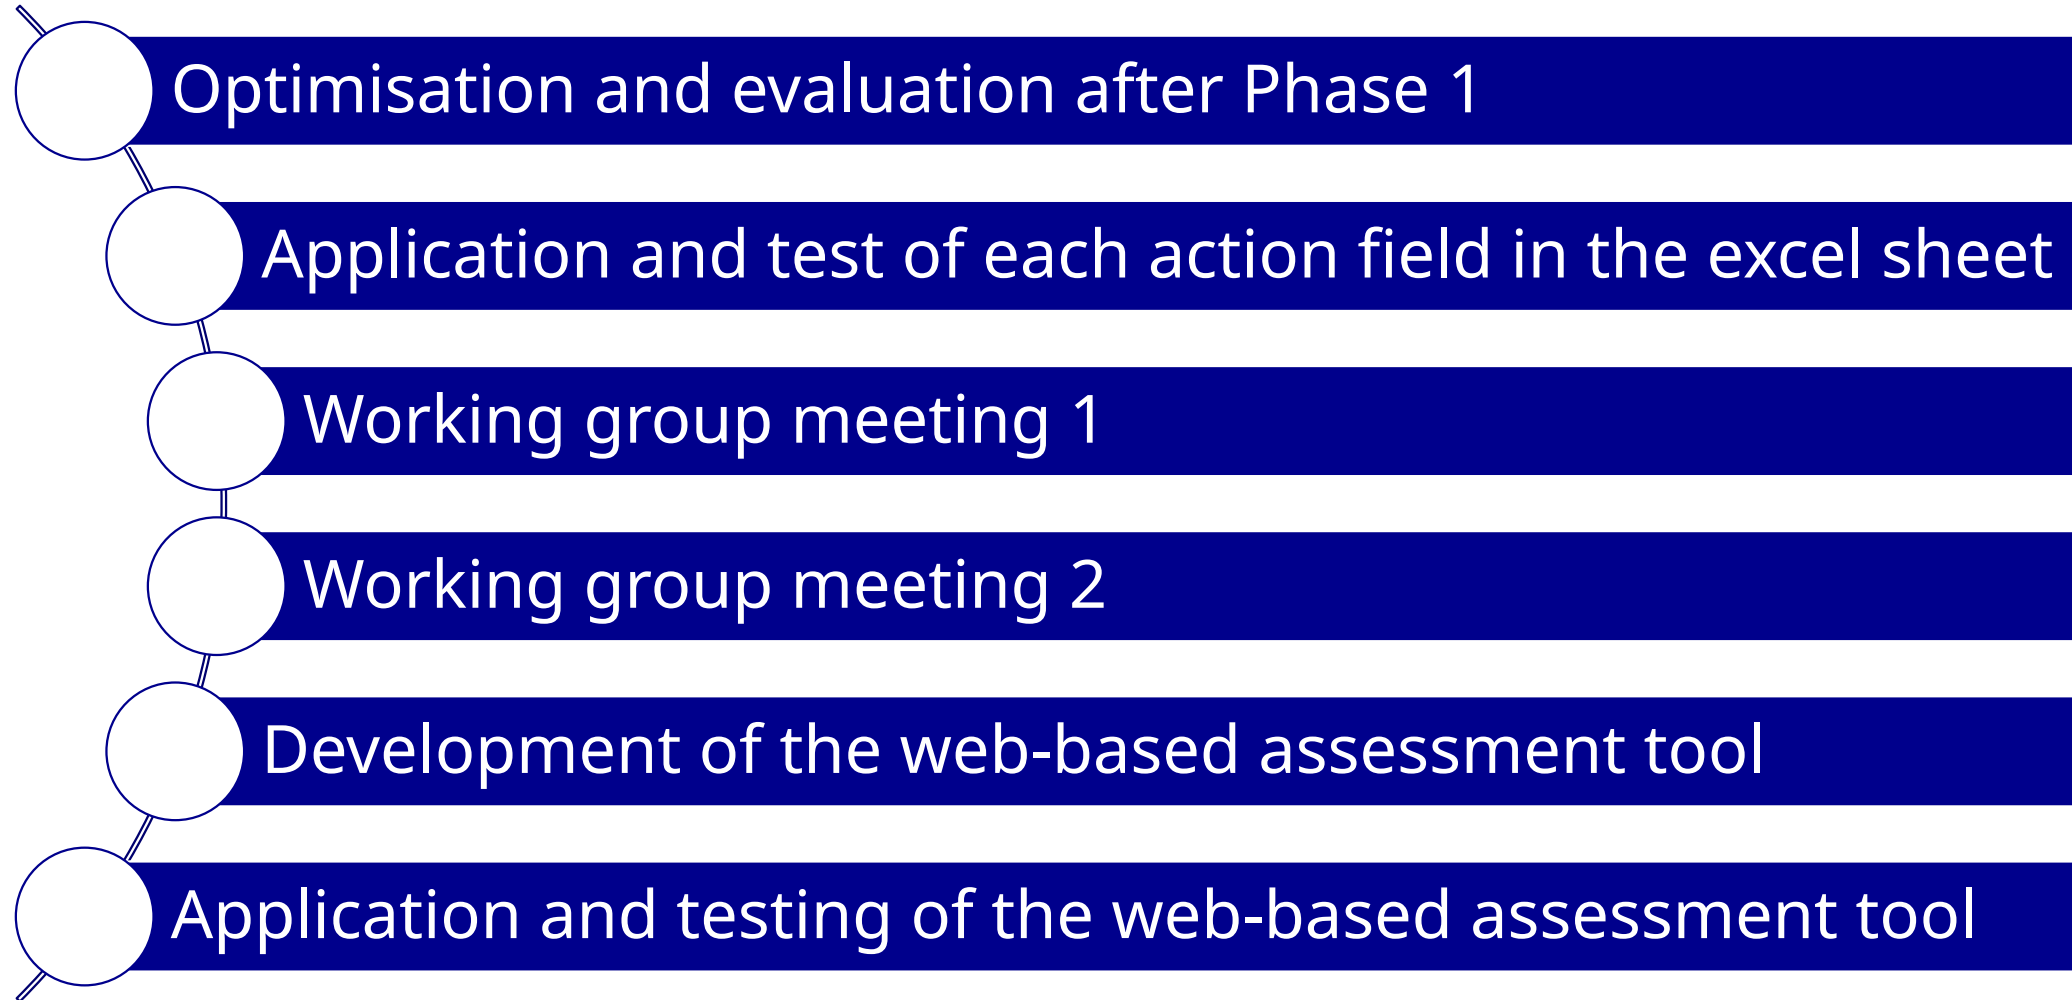 Optimisation and evaluation after Phase 1
Application and test of each action field in the excel sheet
Working group meeting 1
Working group meeting 2
Development of the web-based assessment tool
Application and testing of the web-based assessment tool